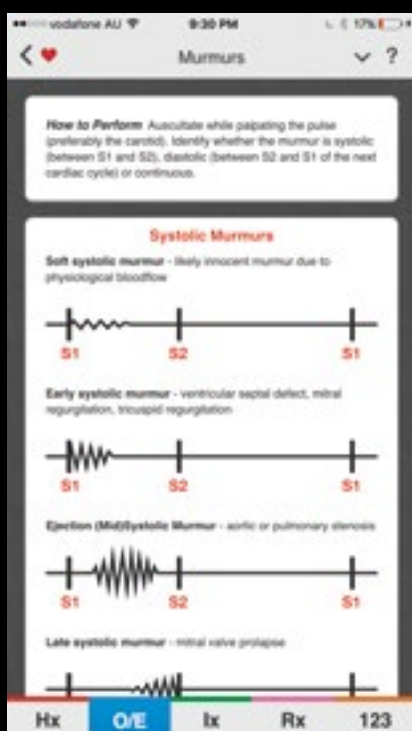 vodafone AU 9:30 PM 17%
Murmurs ?
How to Perform Auscultate while palpating the pulse
(preferably the carotid). Identify whether the murmur is systolic
(between S1 and S2), diastolic (between S2 and S1 of the next
cardiac cycle) or continuous.
Systolic Murmurs
Soft systolic murmur - likely innocent murmur due to
physiological bloodflow
S1 S2 S1
Early systolic murmur - ventricular septal defect, mitral
regurgitation, tricuspid regurgitation
S1 S2 S1
Ejection (Mid)Systolic Murmur - aortic or pulmonary stenosis
S1 S2 S1
Late systolic murmur - mitral valve prolapse
Hx O/E Ix Rx 123